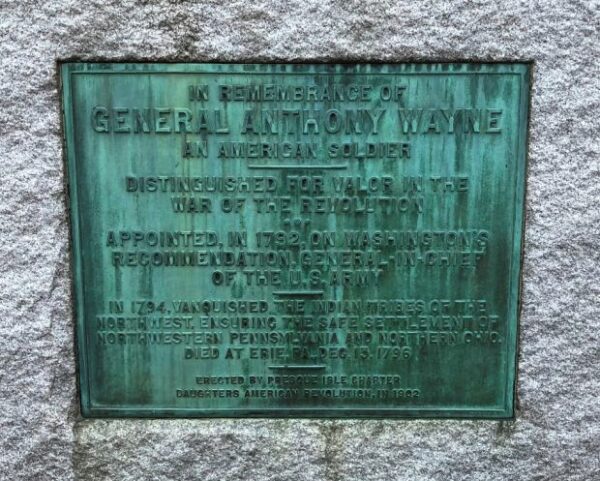 IN REMEMBRANCE OF
GENERAL ANTHONY WAYNE
AN AMERICAN SOLDIER
DISTINGUISHED FOR VALOR IN THE
WAR OF THE REVOLUTION
APPOINTED, IN 1792, ON WASHINGTON'S
RECOMMENDATION, GENERAL-IN-CHIEF
OF THE U.S. ARMY
IN 1794, VANQUISHED THE INDIAN TRIBES OF THE
NORTHWEST, ENSURING THE SAFE SETTLEMENT OF
NORTHWESTERN PENNSYLVANIA AND NORTHERN OHIO.
DIED AT ERIE, PA. DEC. 13, 1796
ERECTED BY PRESQUE ISLE CHAPTER
DAUGHTERS AMERICAN REVOLUTION, IN 1902